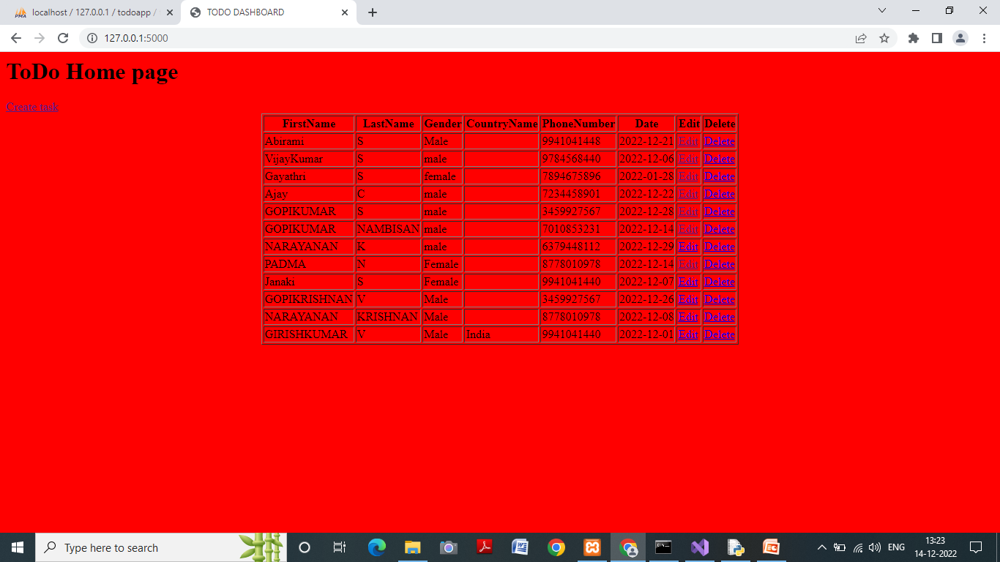 localhost / 127.0.0.1 / todoapp /
TODO DASHBOARD
127.0.0.1:5000
ToDo Home page
Create task
FirstName LastName Gender CountryName PhoneNumber Date Edit Delete
Abirami S Male 9941041448 2022-12-21 Edit Delete
VijayKumar S male 9784568440 2022-12-06 Edit Delete
Gayathri S female 7894675896 2022-01-28 Edit Delete
Ajay C male 7234458901 2022-12-22 Edit Delete
GOPIKUMAR S male 3459927567 2022-12-28 Edit Delete
GOPIKUMAR NAMBISAN male 7010853231 2022-12-14 Edit Delete
NARAYANAN K male 6379448112 2022-12-29 Edit Delete
PADMA N Female 8778010978 2022-12-14 Edit Delete
Janaki S Female 9941041440 2022-12-07 Edit Delete
GOPIKRISHNAN V Male 3459927567 2022-12-26 Edit Delete
NARAYANAN KRISHNAN Male 8778010978 2022-12-08 Edit Delete
GIRISHKUMAR V Male India 9941041440 2022-12-01 Edit Delete
Type here to search
ENG
13:23
14-12-2022